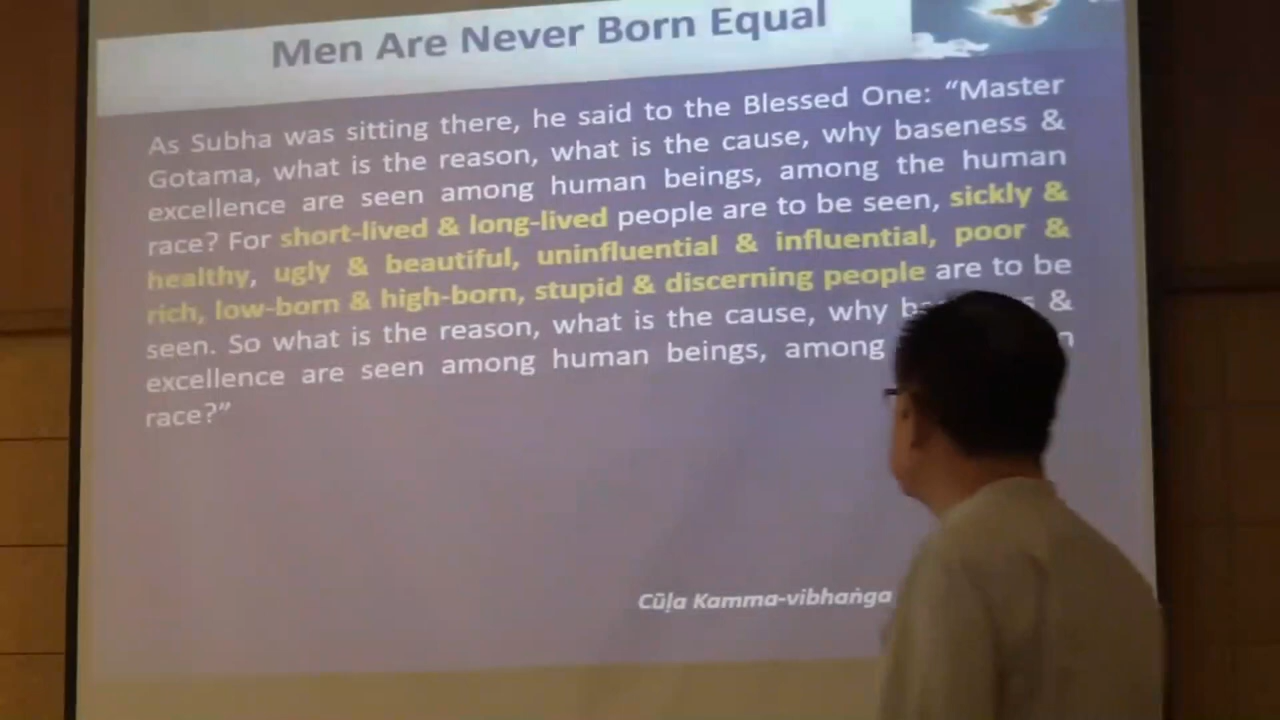 Men Are Never Born Equal
As Subha was sitting there, he said to the Blessed One: “Master
Gotama, what is the reason, what is the cause, why baseness &
excellence are seen among human beings, among the human
race? For short-lived & long-lived people are to be seen, sickly &
healthy, ugly & beautiful, uninfluential & influential, poor &
rich, low-born & high-born, stupid & discerning people are to be
seen. So what is the reason, what is the cause, why &
excellence are seen among human beings, among
race?”
Cūḷa Kamma-vibhaṅga